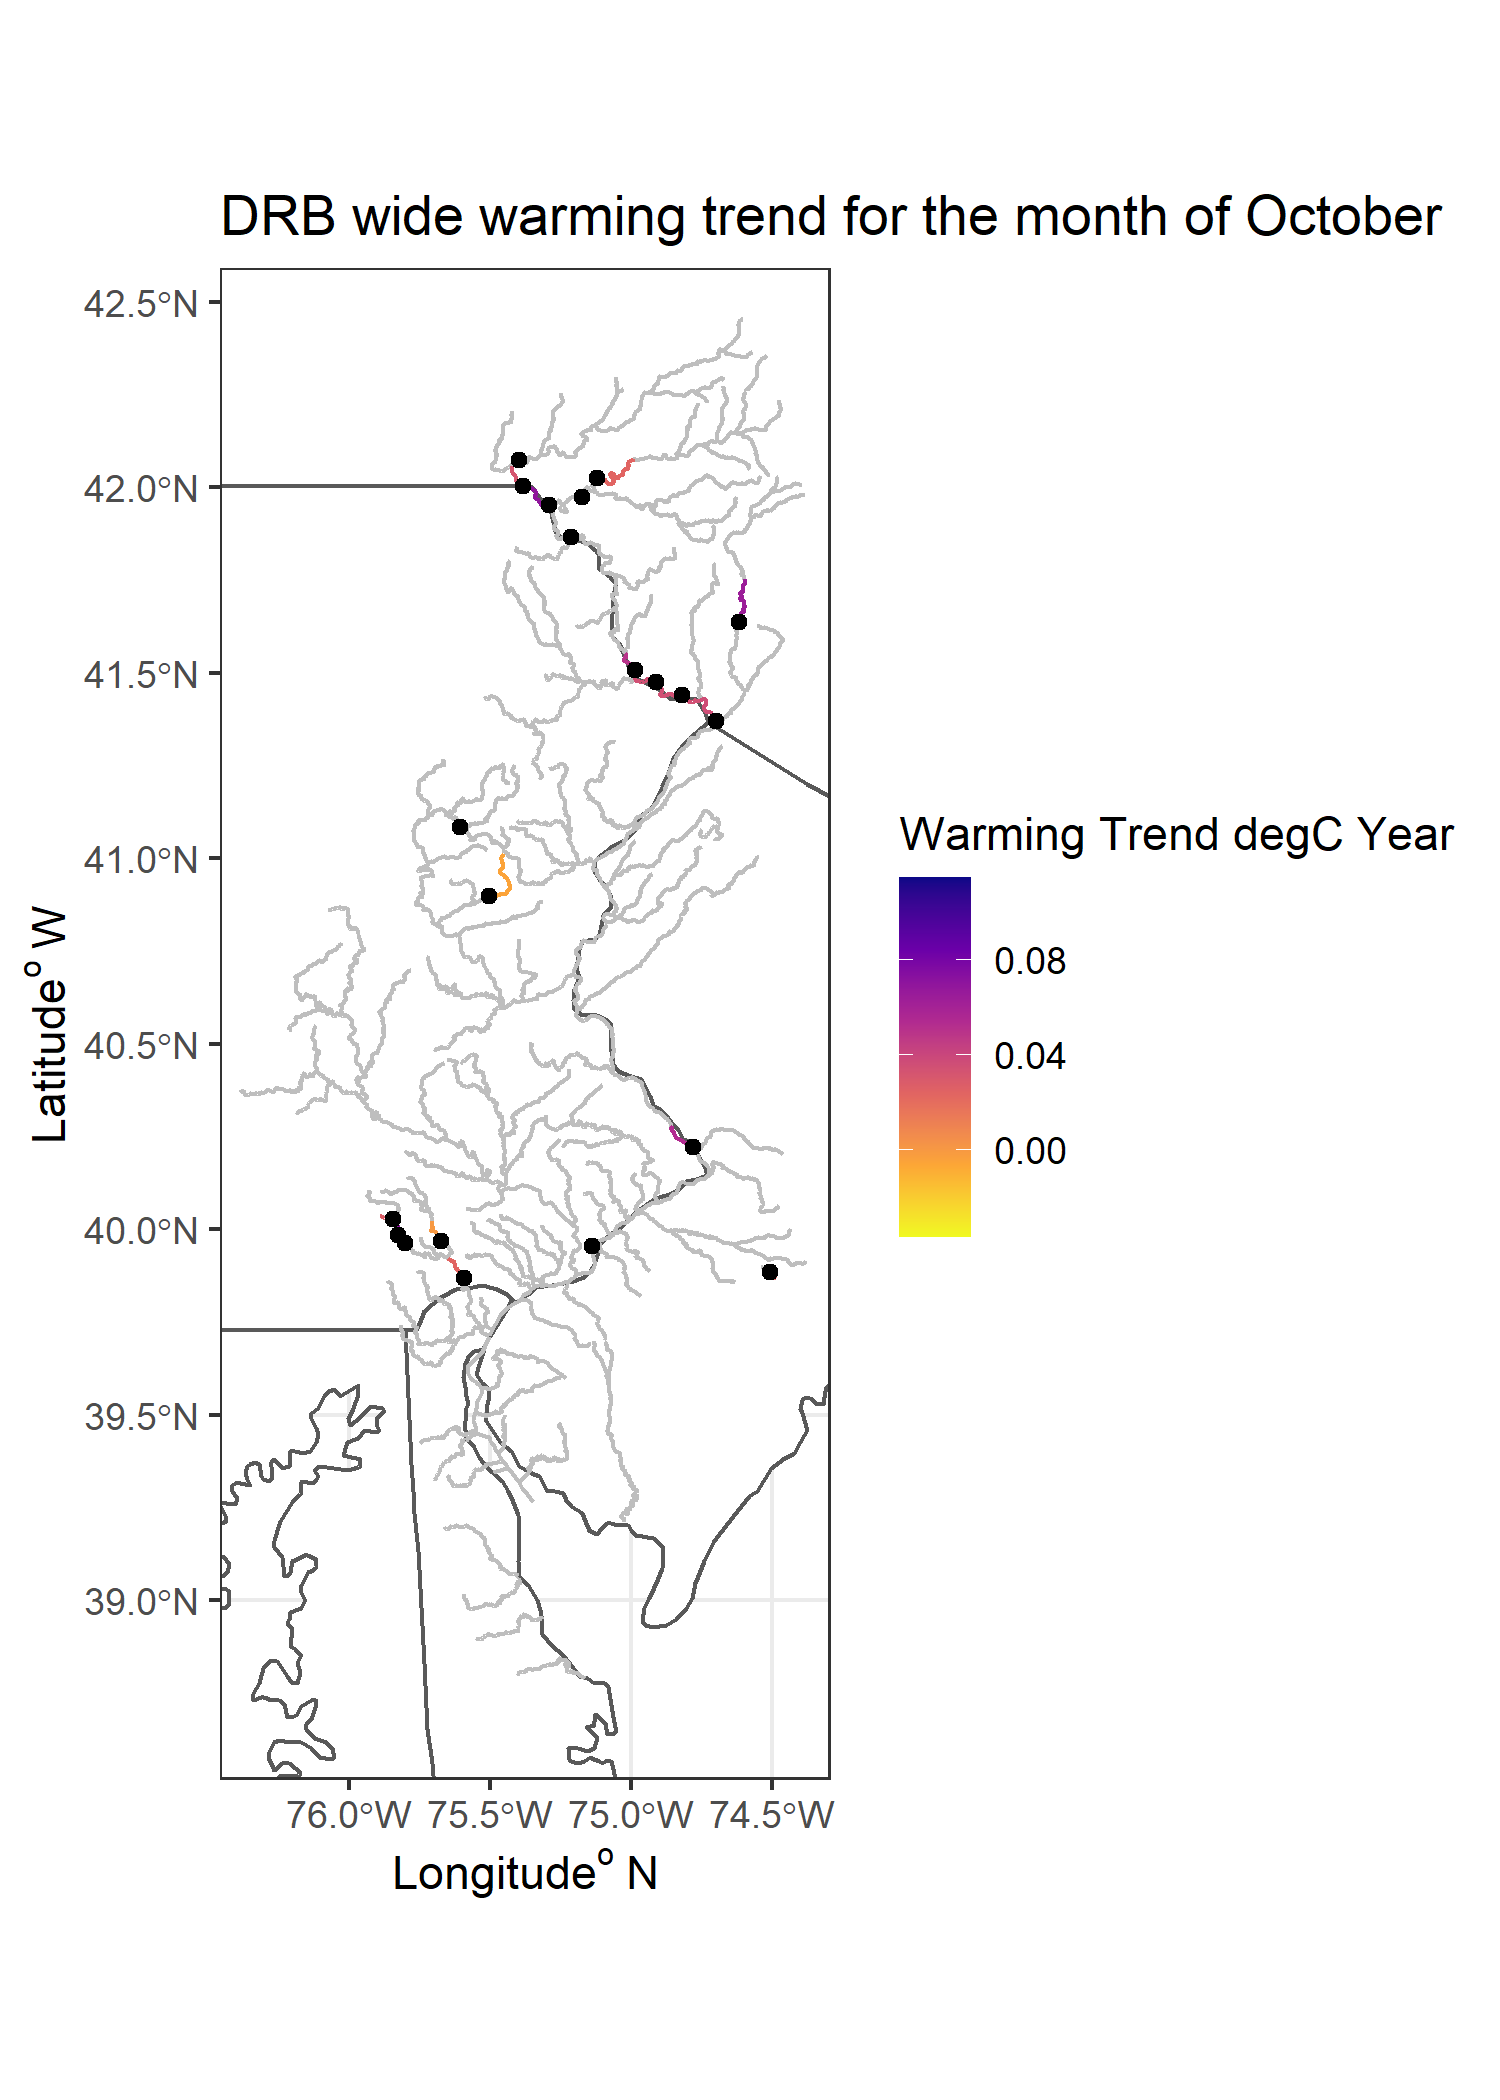 DRB wide warming trend for the month of October
42.5°N
42.0°N
41.5°N
41.0°N
40.5°N
40.0°N
39.5°N
39.0°N
Latitude° W
76.0°W 75.5°W 75.0°W 74.5°W
Longitude° N
Warming Trend degC Year
0.08
0.04
0.00